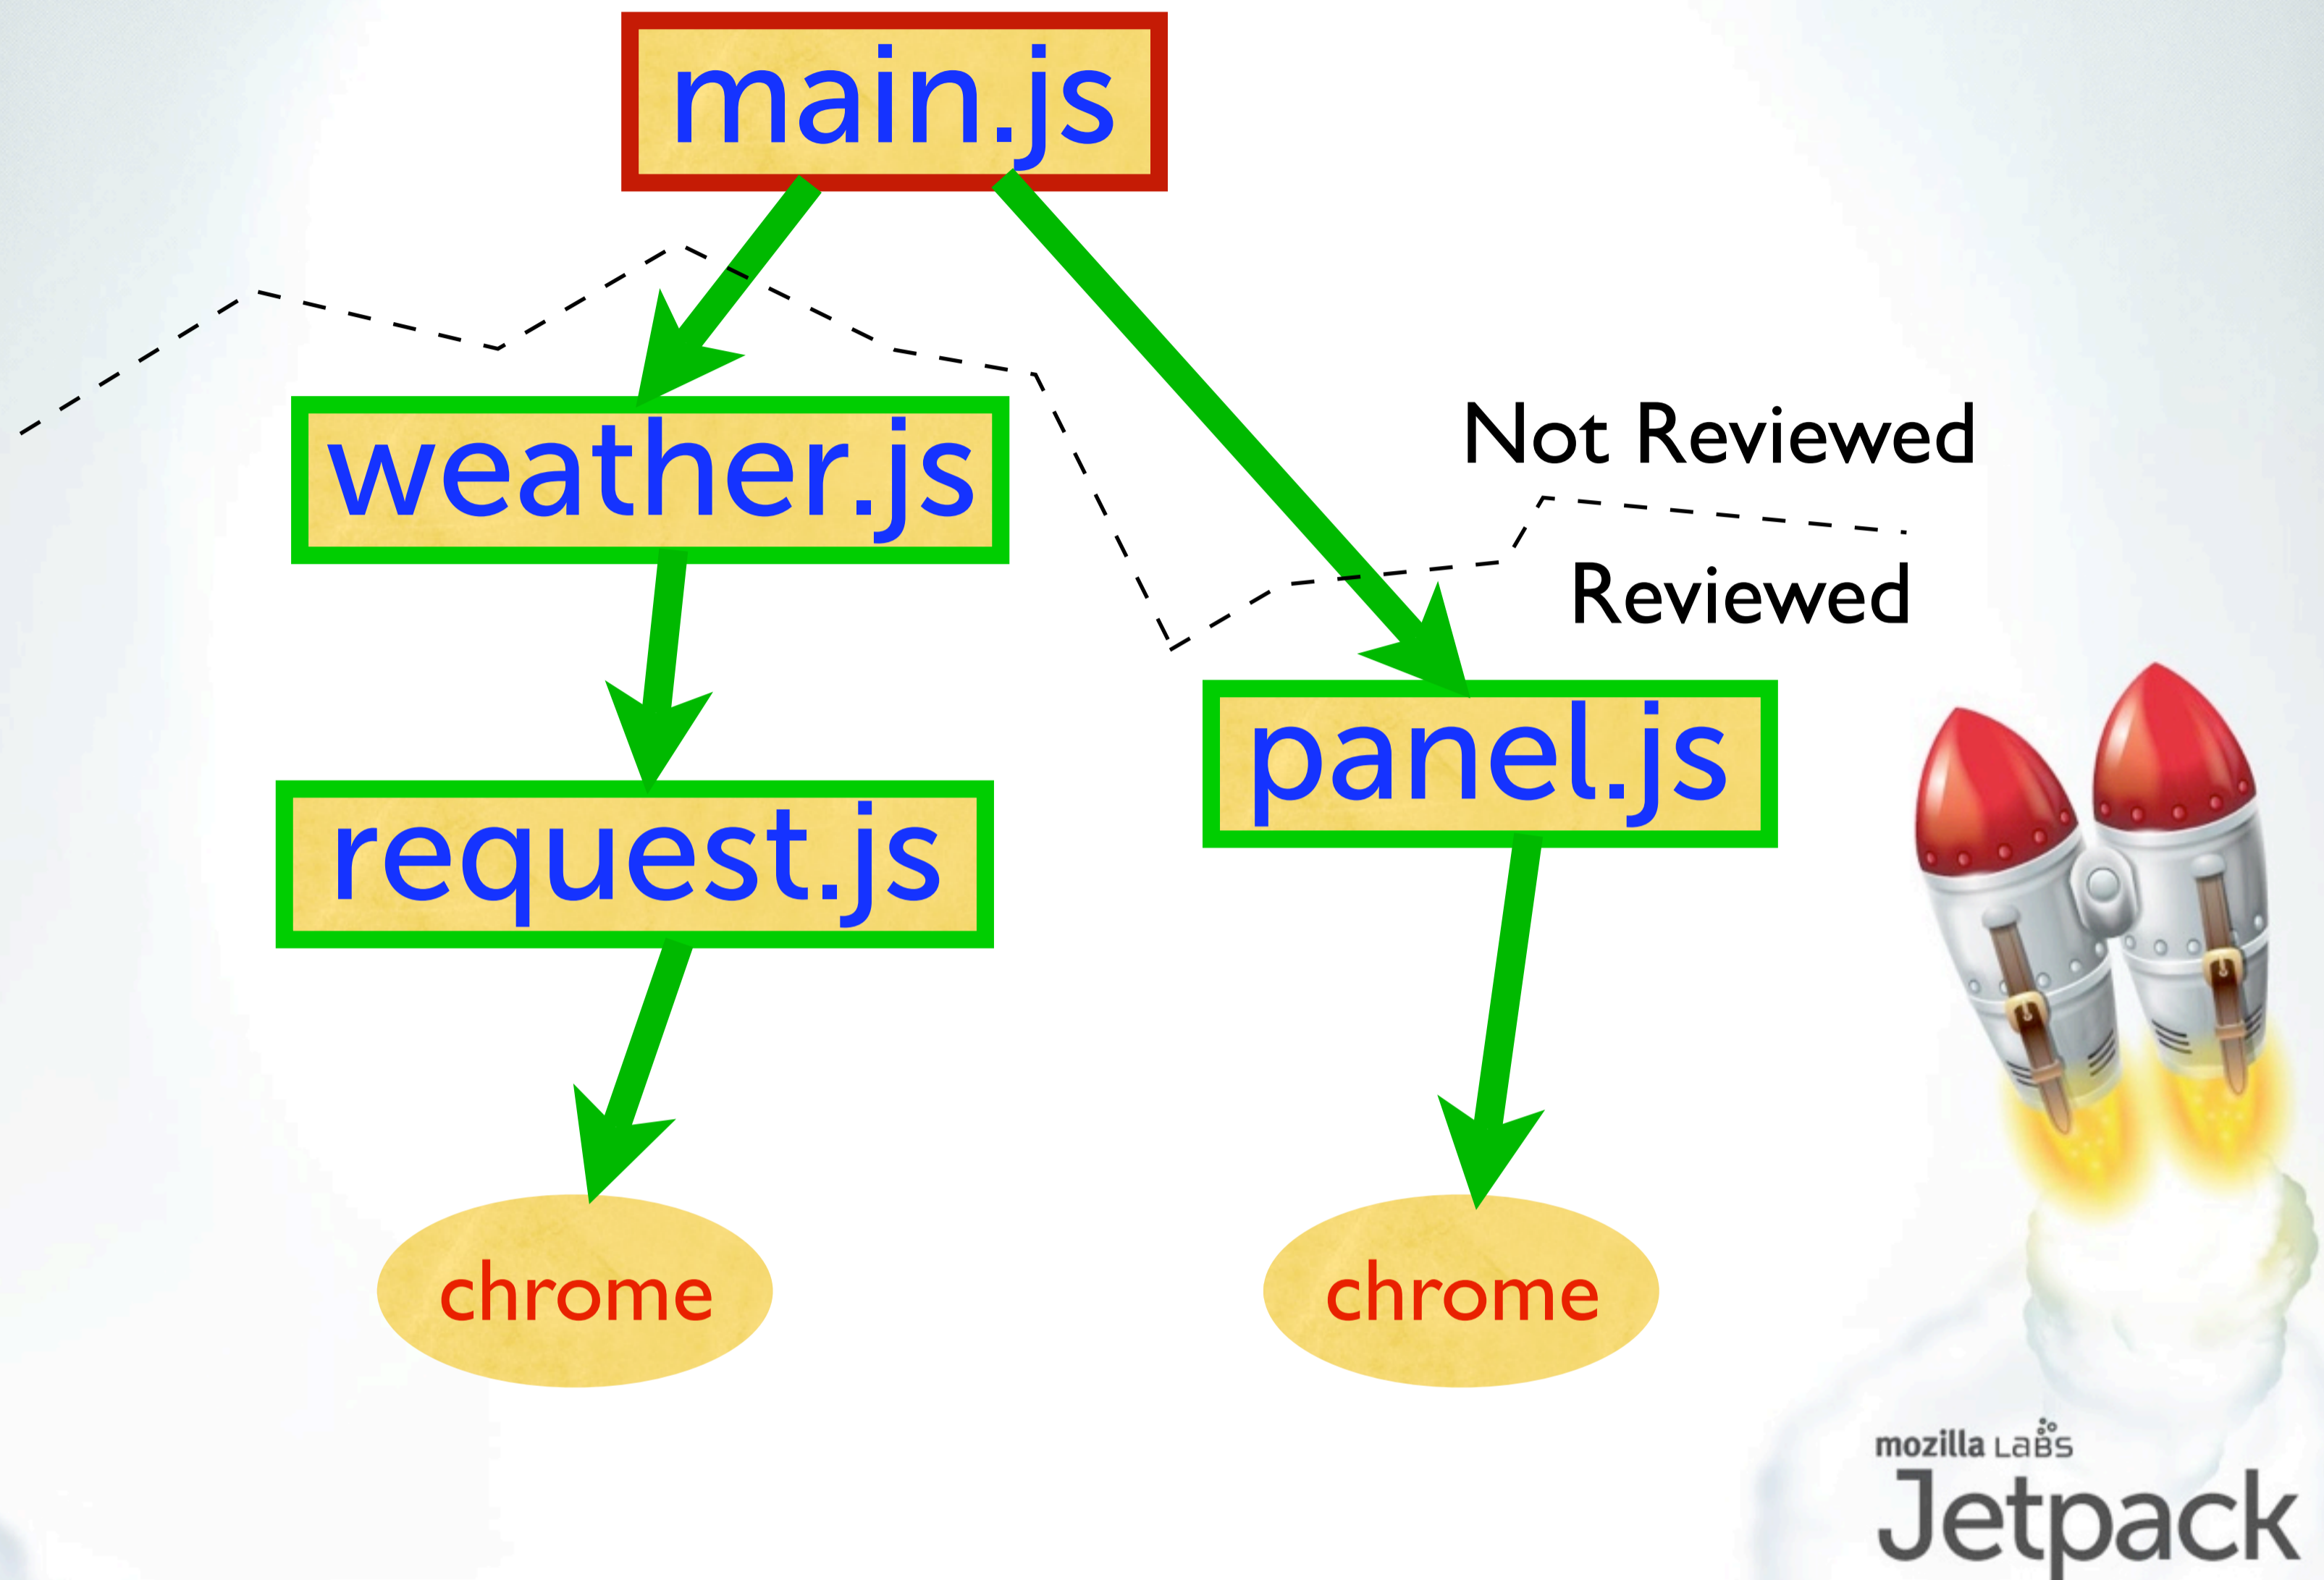 main.js
weather.js
Not Reviewed
Reviewed
panel.js
request.js
chrome
chrome
mozilla LaBS
Jetpack